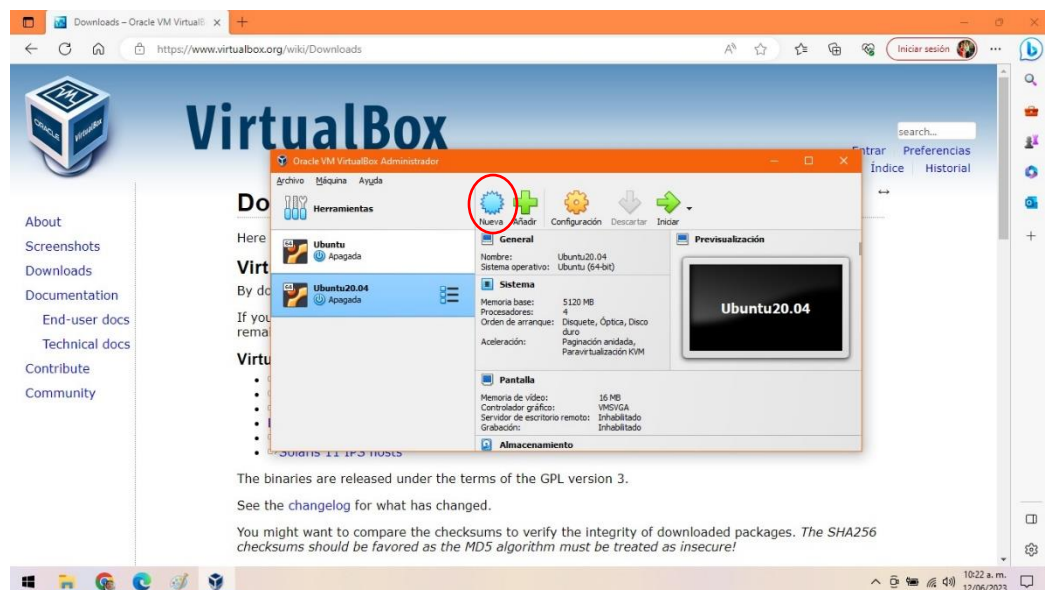 Downloads – Oracle VM VirtualB
https://www.virtualbox.org/wiki/Downloads
Iniciar sesión
VirtualBox
search...
Entrar Preferencias
Índice Historial
About
Screenshots
Downloads
Documentation
End-user docs
Technical docs
Contribute
Community
Do
Here
Virt
By do
If you
rema
Virtu
Oracle VM VirtualBox Administrador
Archivo Máquina Ayuda
Herramientas
Nueva Añadir Configuración Descartar Iniciar
Ubuntu
Apagada
Ubuntu20.04
Apagada
General
Nombre: Ubuntu20.04
Sistema operativo: Ubuntu (64-bit)
Sistema
Memoria base: 5120 MB
Procesadores: 4
Orden de arranque: Disquete, Óptica, Disco
duro
Aceleración: Paginación anidada,
Paravirtualización KVM
Pantalla
Memoria de vídeo: 16 MB
Controlador gráfico: VMSVGA
Servidor de escritorio remoto: Inhabilitado
Grabación: Inhabilitado
Almacenamiento
Previsualización
Ubuntu20.04
Solaris 11 IPS hosts
The binaries are released under the terms of the GPL version 3.
See the changelog for what has changed.
You might want to compare the checksums to verify the integrity of downloaded packages. The SHA256
checksums should be favored as the MD5 algorithm must be treated as insecure!
10:22 a. m.
12/06/2023